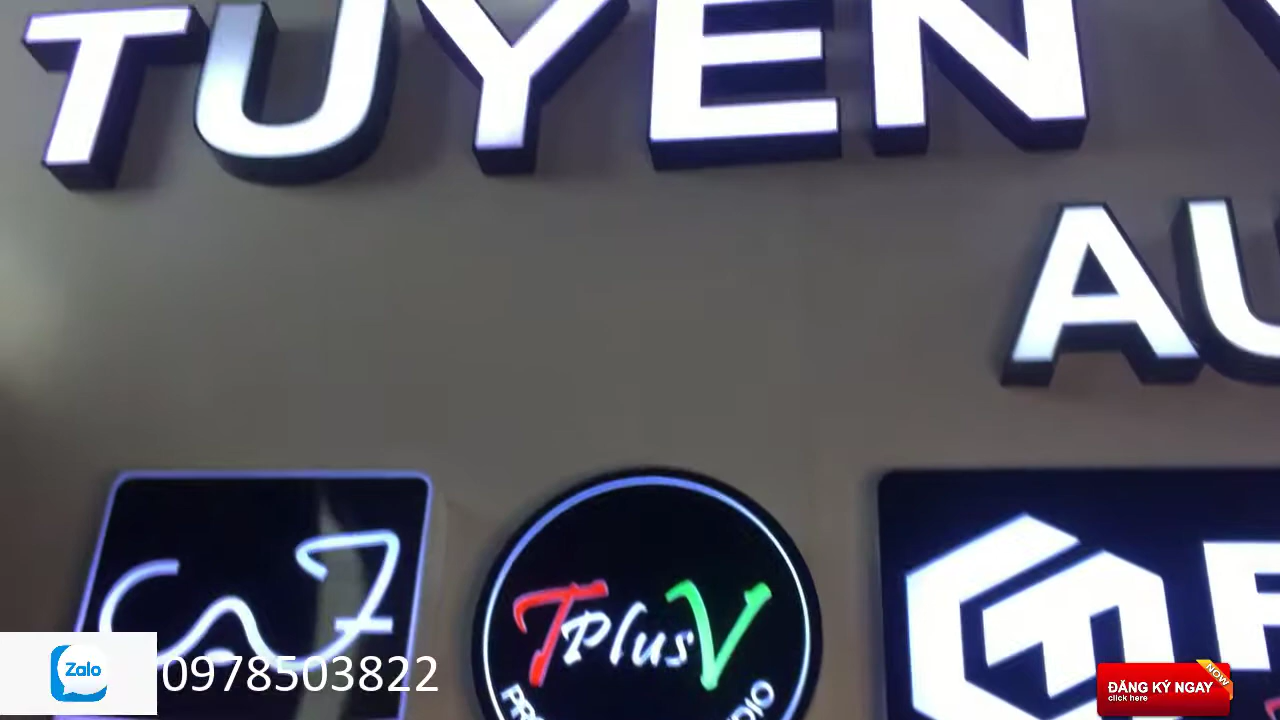 TUYEN
AU
TPlusV
Zalo
0978503822
ĐĂNG KÝ NGAY
NOW
click here